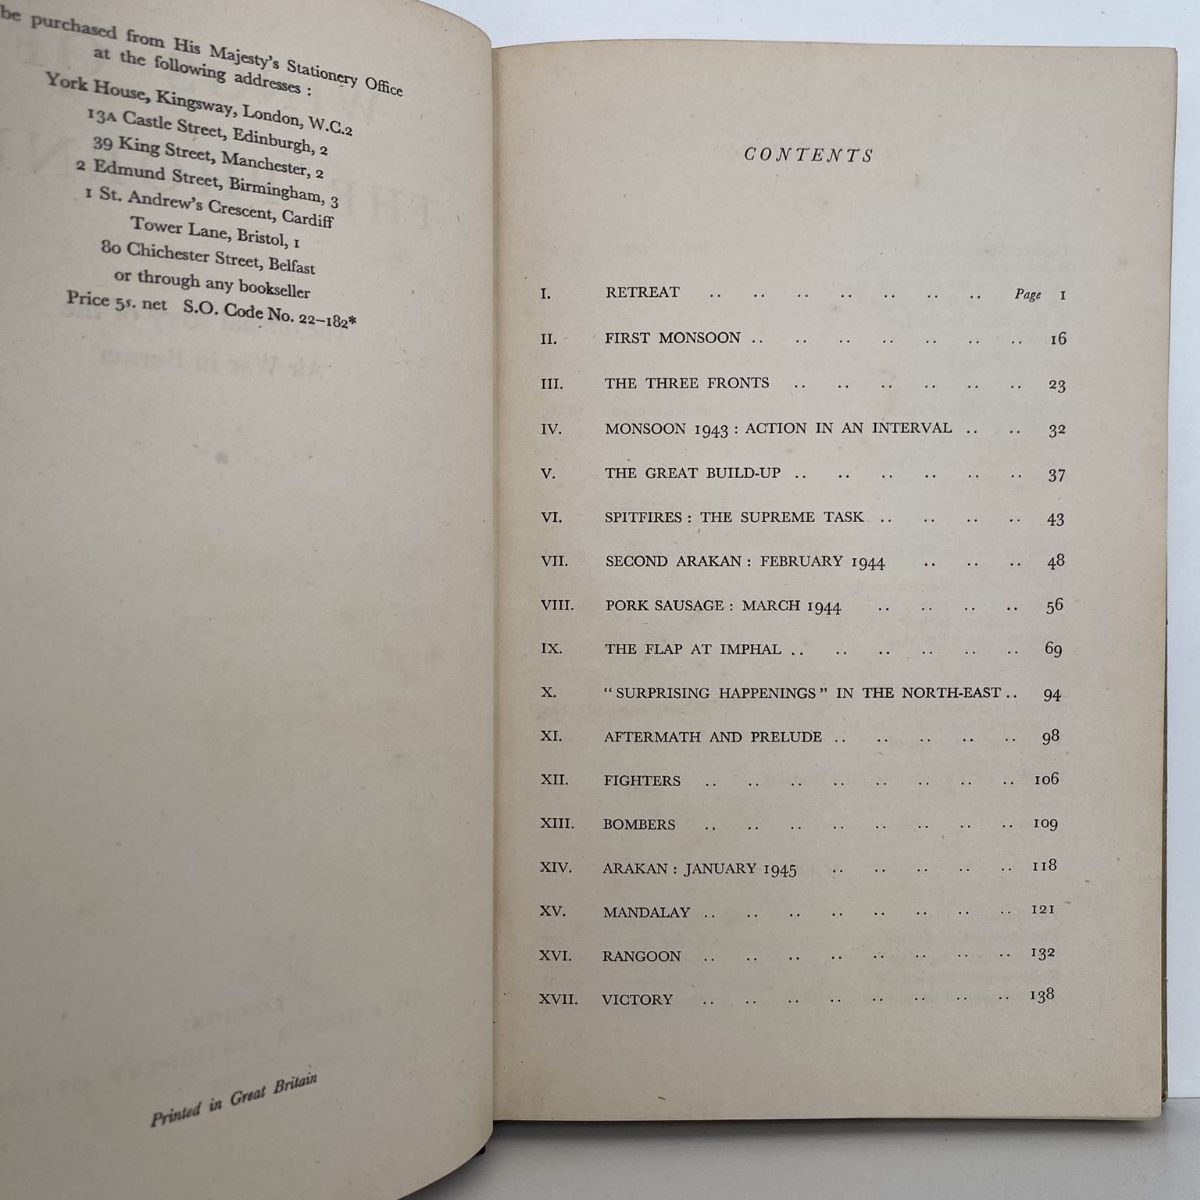 be purchased from His Majesty's Stationery Office
at the following addresses :
York House, Kingsway, London, W.C.2
13A Castle Street, Edinburgh, 2
39 King Street, Manchester, 2
2 Edmund Street, Birmingham, 3
1 St. Andrew's Crescent, Cardiff
Tower Lane, Bristol, 1
80 Chichester Street, Belfast
or through any bookseller
Price 5s. net S.O. Code No. 22–182*
Printed in Great Britain
CONTENTS
I. RETREAT .. .. .. .. .. .. .. Page 1
II. FIRST MONSOON .. .. .. .. .. .. .. 16
III. THE THREE FRONTS .. .. .. .. .. .. 23
IV. MONSOON 1943 : ACTION IN AN INTERVAL .. .. 32
V. THE GREAT BUILD-UP .. .. .. .. .. .. 37
VI. SPITFIRES : THE SUPREME TASK .. .. .. .. 43
VII. SECOND ARAKAN : FEBRUARY 1944 .. .. .. 48
VIII. PORK SAUSAGE : MARCH 1944 .. .. .. .. 56
IX. THE FLAP AT IMPHAL .. .. .. .. .. .. 69
X. "SURPRISING HAPPENINGS" IN THE NORTH-EAST .. 94
XI. AFTERMATH AND PRELUDE .. .. .. .. .. 98
XII. FIGHTERS .. .. .. .. .. .. .. .. 106
XIII. BOMBERS .. .. .. .. .. .. .. .. 109
XIV. ARAKAN : JANUARY 1945 .. .. .. .. .. 118
XV. MANDALAY .. .. .. .. .. .. .. .. 121
XVI. RANGOON .. .. .. .. .. .. .. .. 132
XVII. VICTORY .. .. .. .. .. .. .. .. 138